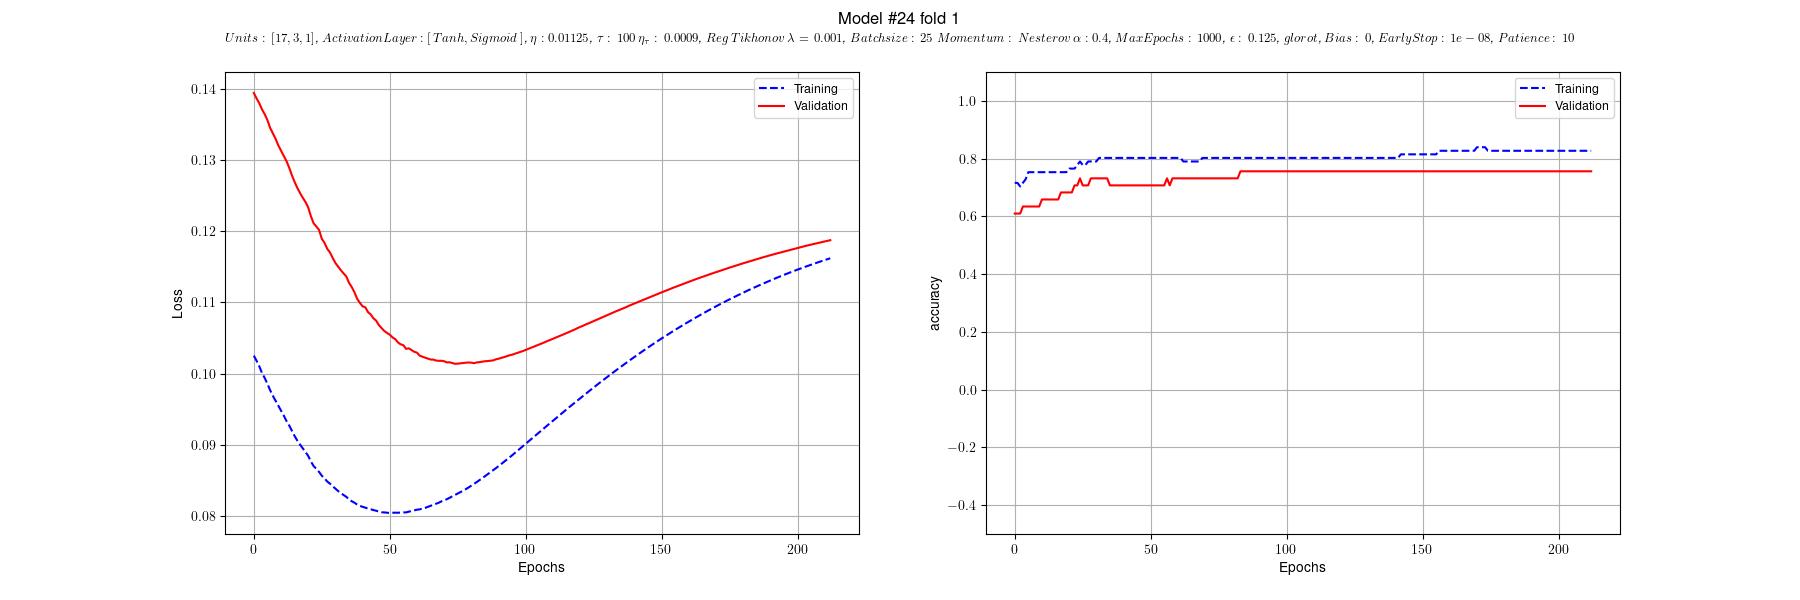 Model #24 fold 1
Units : [17, 3, 1], ActivationLayer : [ Tanh, Sigmoid ], η : 0.01125, τ : 100 ητ : 0.0009, Reg Tikhonov λ = 0.001, Batchsize : 25 Momentum : Nesterov α : 0.4, MaxEpochs : 1000, ϵ : 0.125, glorot, Bias : 0, EarlyStop : 1e − 08, Patience : 10
Loss
0.14
0.13
0.12
0.11
0.10
0.09
0.08
0
50
100
150
200
Epochs
Training
Validation
accuracy
1.0
0.8
0.6
0.4
0.2
0.0
−0.2
−0.4
0
50
100
150
200
Epochs
Training
Validation